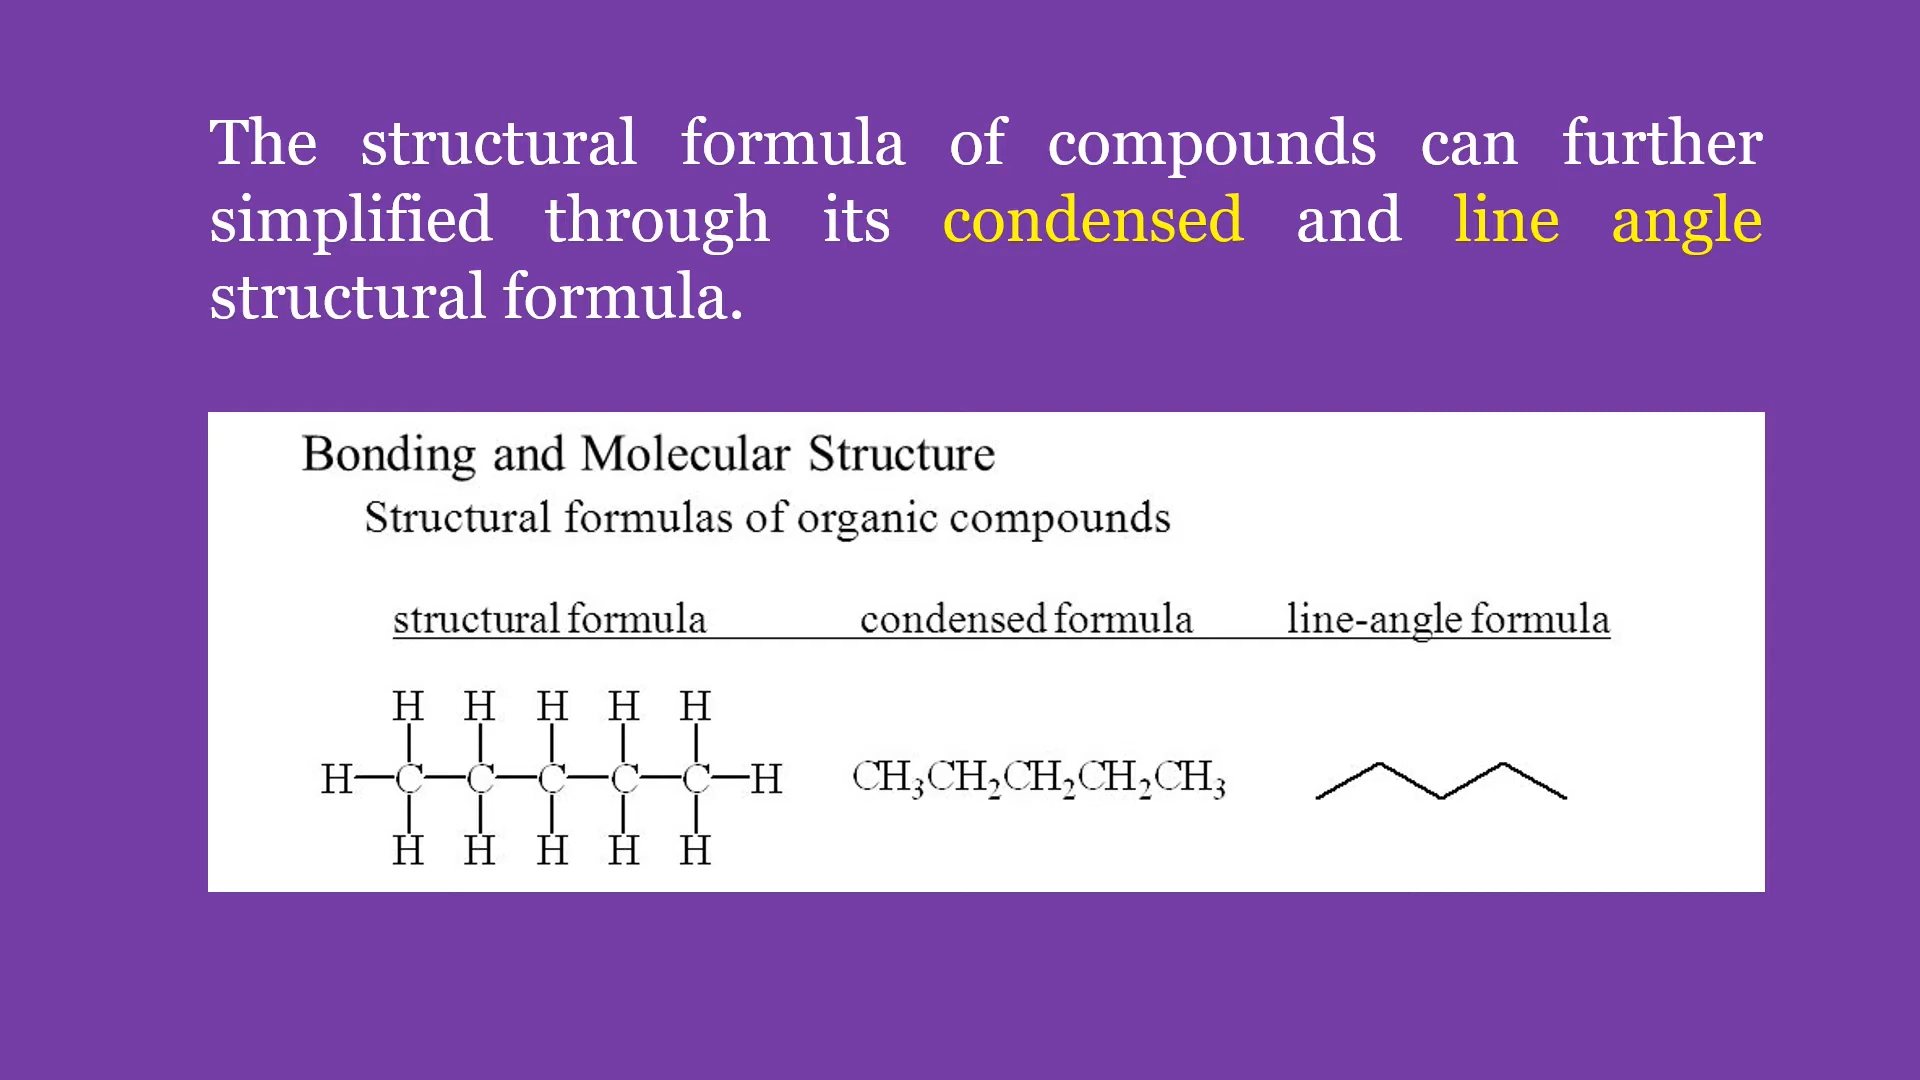 The structural formula of compounds can further
simplified through its condensed and line angle
structural formula.
Bonding and Molecular Structure
Structural formulas of organic compounds
structural formula condensed formula line-angle formula
H H H H H
H—C—C—C—C—C—H CH₃CH₂CH₂CH₂CH₃
H H H H H